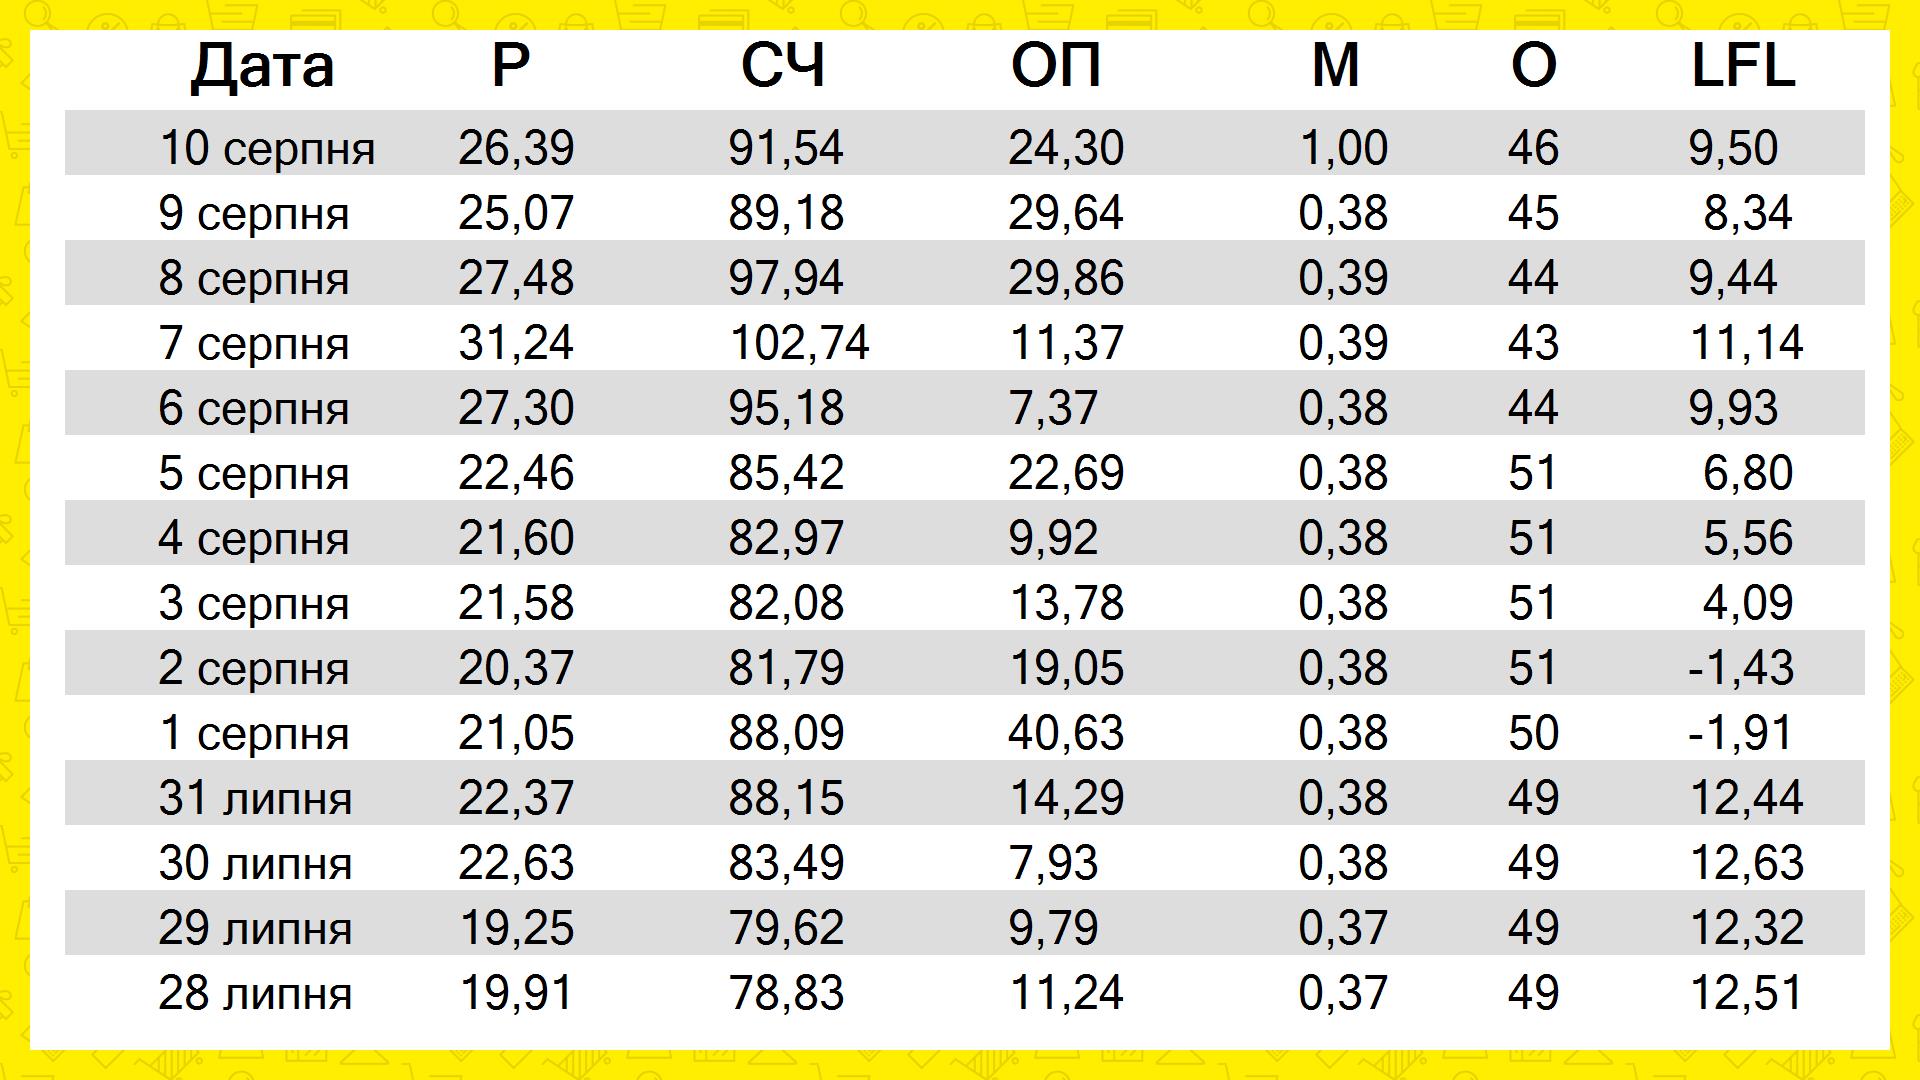 Дата Р СЧ ОП М О LFL
10 серпня 26,39 91,54 24,30 1,00 46 9,50
9 серпня 25,07 89,18 29,64 0,38 45 8,34
8 серпня 27,48 97,94 29,86 0,39 44 9,44
7 серпня 31,24 102,74 11,37 0,39 43 11,14
6 серпня 27,30 95,18 7,37 0,38 44 9,93
5 серпня 22,46 85,42 22,69 0,38 51 6,80
4 серпня 21,60 82,97 9,92 0,38 51 5,56
3 серпня 21,58 82,08 13,78 0,38 51 4,09
2 серпня 20,37 81,79 19,05 0,38 51 -1,43
1 серпня 21,05 88,09 40,63 0,38 50 -1,91
31 липня 22,37 88,15 14,29 0,38 49 12,44
30 липня 22,63 83,49 7,93 0,38 49 12,63
29 липня 19,25 79,62 9,79 0,37 49 12,32
28 липня 19,91 78,83 11,24 0,37 49 12,51